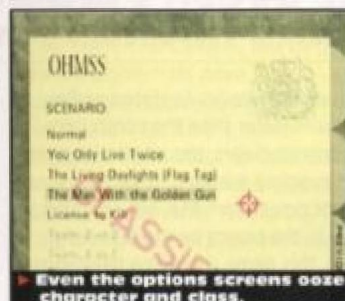 OHMSS
SCENARIO
Normal
You Only Live Twice
The Living Daylights (Flag Tag)
The Man With the Golden Gun
License to Kill
Even the options screens ooze
character and class.